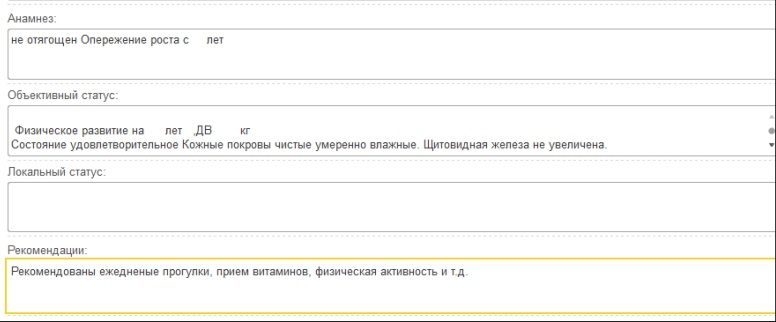 Анамнез:
не отягощен Опережение роста с лет
Объективный статус:
Физическое развитие на лет ,ДВ кг
Состояние удовлетворительное Кожные покровы чистые умеренно влажные. Щитовидная железа не увеличена.
Локальный статус:
Рекомендации:
Рекомендованы ежедненые прогулки, прием витаминов, физическая активность и т.д.